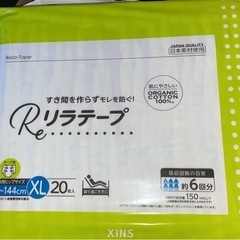 Rela-Tape
JAPAN QUALITY
日本素材使用
すき間を作らずモレを防ぐ!
肌にやさしい
ORGANIC
COTTON
100%
Reリラテープ
~144cm XL 20枚入
吸収回数の目安
約6回分
150
XINS